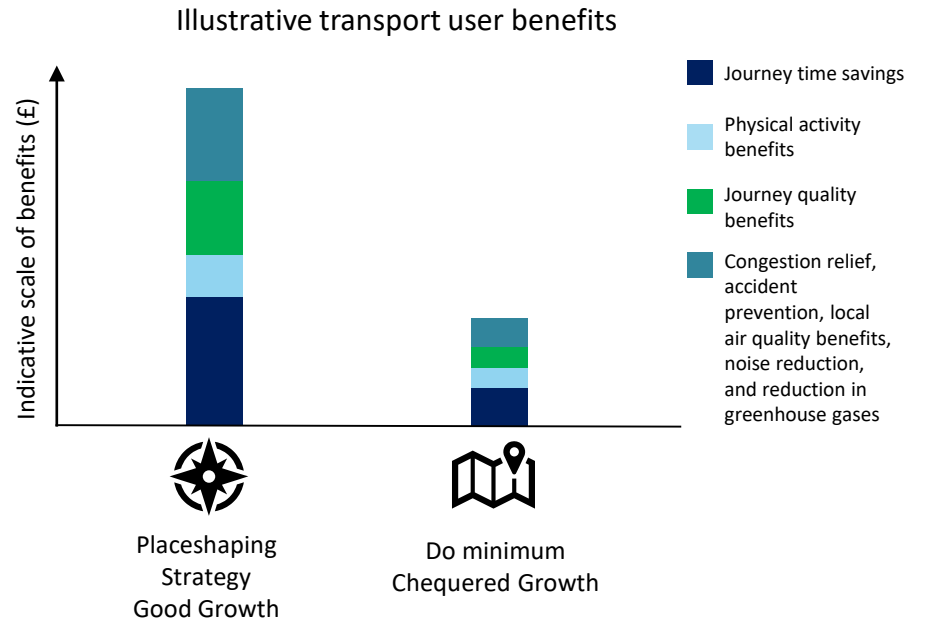 Illustrative transport user benefits
Indicative scale of benefits (£)
Journey time savings
Physical activity
benefits
Journey quality
benefits
Congestion relief,
accident
prevention, local
air quality benefits,
noise reduction,
and reduction in
greenhouse gases
Placeshaping
Strategy
Good Growth
Do minimum
Chequered Growth